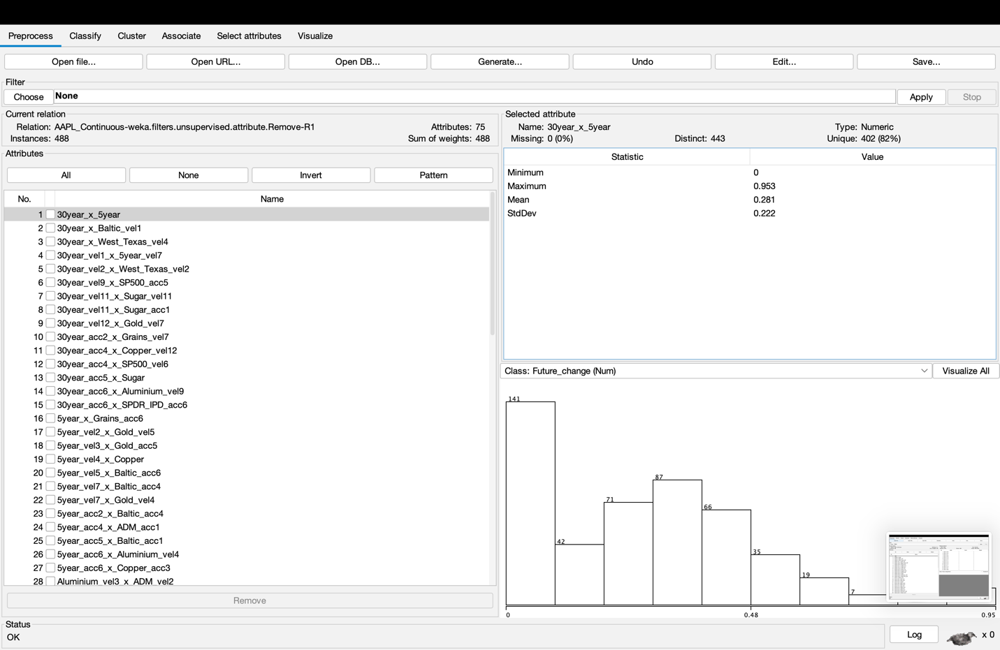 Preprocess Classify Cluster Associate Select attributes Visualize
Open file... Open URL... Open DB... Generate... Undo Edit... Save...
Filter
Choose None Apply Stop
Current relation
Relation: AAPL_Continuous-weka.filters.unsupervised.attribute.Remove-R1 Attributes: 75
Instances: 488 Sum of weights: 488
Attributes
All None Invert Pattern
No. Name
1 30year_x_5year
2 30year_x_Baltic_vel1
3 30year_x_West_Texas_vel4
4 30year_vel1_x_5year_vel7
5 30year_vel2_x_West_Texas_vel2
6 30year_vel9_x_SP500_acc5
7 30year_vel11_x_Sugar_vel11
8 30year_vel11_x_Sugar_acc1
9 30year_vel12_x_Gold_vel7
10 30year_acc2_x_Grains_vel7
11 30year_acc4_x_Copper_vel12
12 30year_acc4_x_SP500_vel6
13 30year_acc5_x_Sugar
14 30year_acc6_x_Aluminium_vel9
15 30year_acc6_x_SPDR_IPD_acc6
16 5year_x_Grains_acc6
17 5year_vel2_x_Gold_vel5
18 5year_vel3_x_Gold_acc5
19 5year_vel4_x_Copper
20 5year_vel5_x_Baltic_acc6
21 5year_vel7_x_Baltic_acc4
22 5year_vel7_x_Gold_vel4
23 5year_acc2_x_Baltic_acc4
24 5year_acc4_x_ADM_acc1
25 5year_acc5_x_Baltic_acc1
26 5year_acc6_x_Aluminium_vel4
27 5year_acc6_x_Copper_acc3
28 Aluminium_vel3_x_ADM_vel2
Remove
Selected attribute
Name: 30year_x_5year Type: Numeric
Missing: 0 (0%) Distinct: 443 Unique: 402 (82%)
Statistic Value
Minimum 0
Maximum 0.953
Mean 0.281
StdDev 0.222
Class: Future_change (Num) Visualize All
141
42
71
87
66
35
19
7
0 0.48 0.95
Status
OK
Log x 0